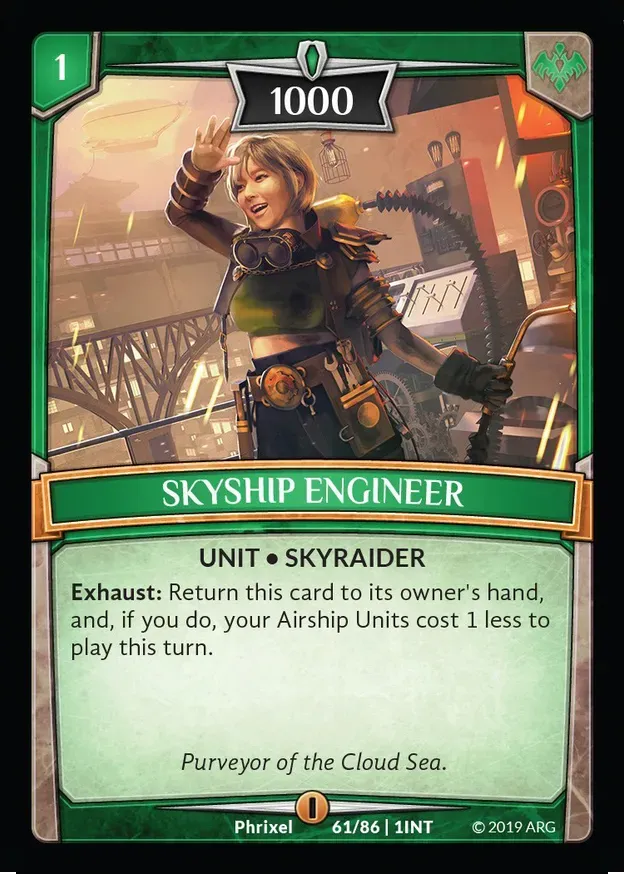 1
1000
SKYSHIP ENGINEER
UNIT • SKYRAIDER
Exhaust: Return this card to its owner's hand,
and, if you do, your Airship Units cost 1 less to
play this turn.
Purveyor of the Cloud Sea.
I
Phrixel 61/86 | 1INT © 2019 ARG